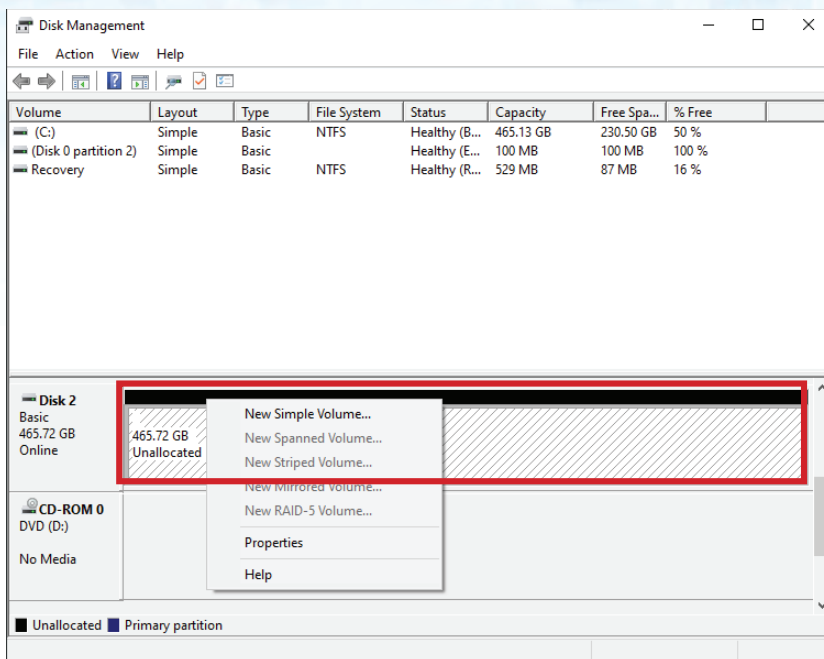 Disk Management
File Action View Help
Volume Layout Type File System Status Capacity Free Spa... % Free
(C:) Simple Basic NTFS Healthy (B... 465.13 GB 230.50 GB 50 %
(Disk 0 partition 2) Simple Basic Healthy (E... 100 MB 100 MB 100 %
Recovery Simple Basic NTFS Healthy (R... 529 MB 87 MB 16 %
Disk 2
Basic
465.72 GB
Online
465.72 GB
Unallocated
New Simple Volume...
New Spanned Volume...
New Striped Volume...
New Mirrored Volume...
New RAID-5 Volume...
Properties
Help
CD-ROM 0
DVD (D:)
No Media
Unallocated Primary partition